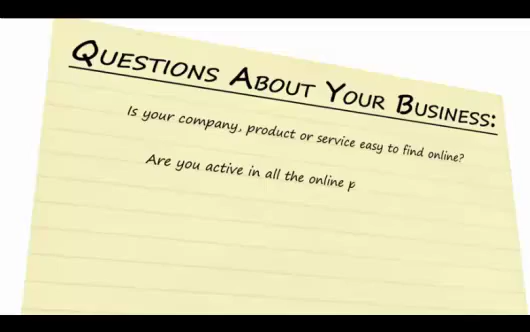 QUESTIONS ABOUT YOUR BUSINESS:
Is your company, product or service easy to find online?
Are you active in all the online p